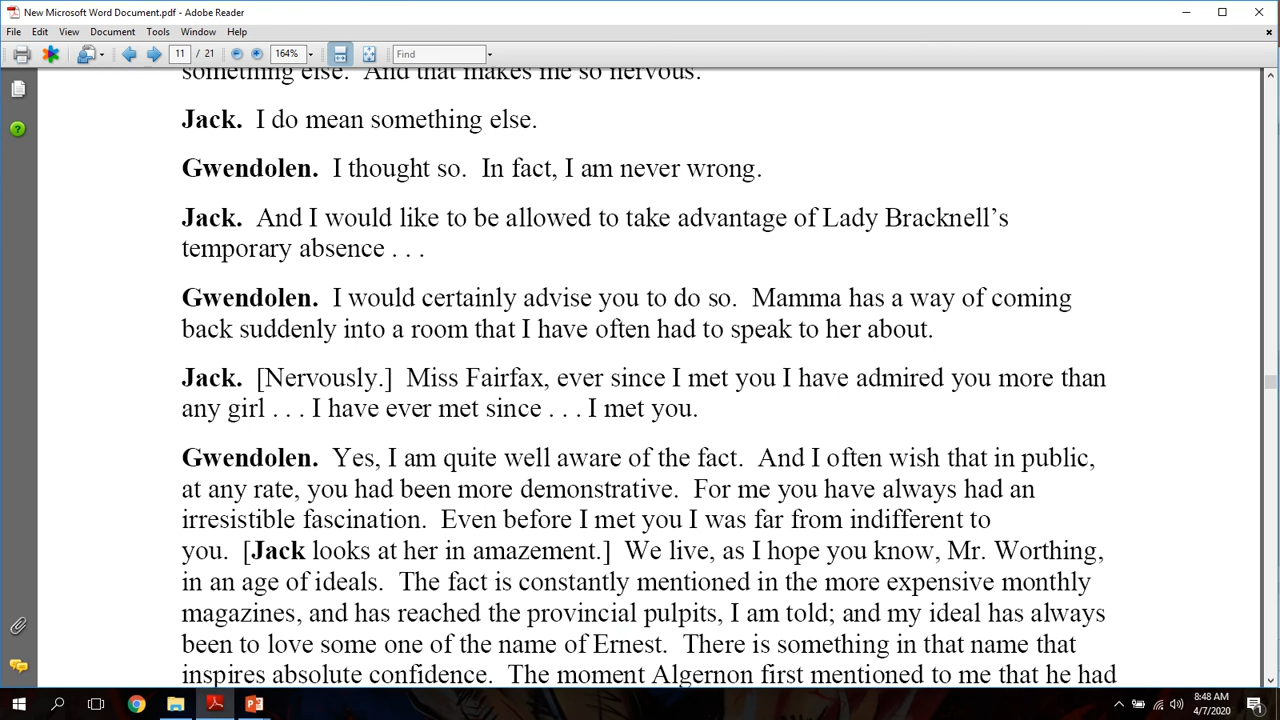 New Microsoft Word Document.pdf - Adobe Reader
File Edit View Document Tools Window Help
11 / 21 164% Find
something else.  And that makes me so nervous.
Jack.  I do mean something else.
Gwendolen.  I thought so.  In fact, I am never wrong.
Jack.  And I would like to be allowed to take advantage of Lady Bracknell’s
temporary absence . . .
Gwendolen.  I would certainly advise you to do so.  Mamma has a way of coming
back suddenly into a room that I have often had to speak to her about.
Jack.  [Nervously.]  Miss Fairfax, ever since I met you I have admired you more than
any girl . . . I have ever met since . . . I met you.
Gwendolen.  Yes, I am quite well aware of the fact.  And I often wish that in public,
at any rate, you had been more demonstrative.  For me you have always had an
irresistible fascination.  Even before I met you I was far from indifferent to
you.  [Jack looks at her in amazement.]  We live, as I hope you know, Mr. Worthing,
in an age of ideals.  The fact is constantly mentioned in the more expensive monthly
magazines, and has reached the provincial pulpits, I am told; and my ideal has always
been to love some one of the name of Ernest.  There is something in that name that
inspires absolute confidence.  The moment Algernon first mentioned to me that he had
8:48 AM
4/7/2020